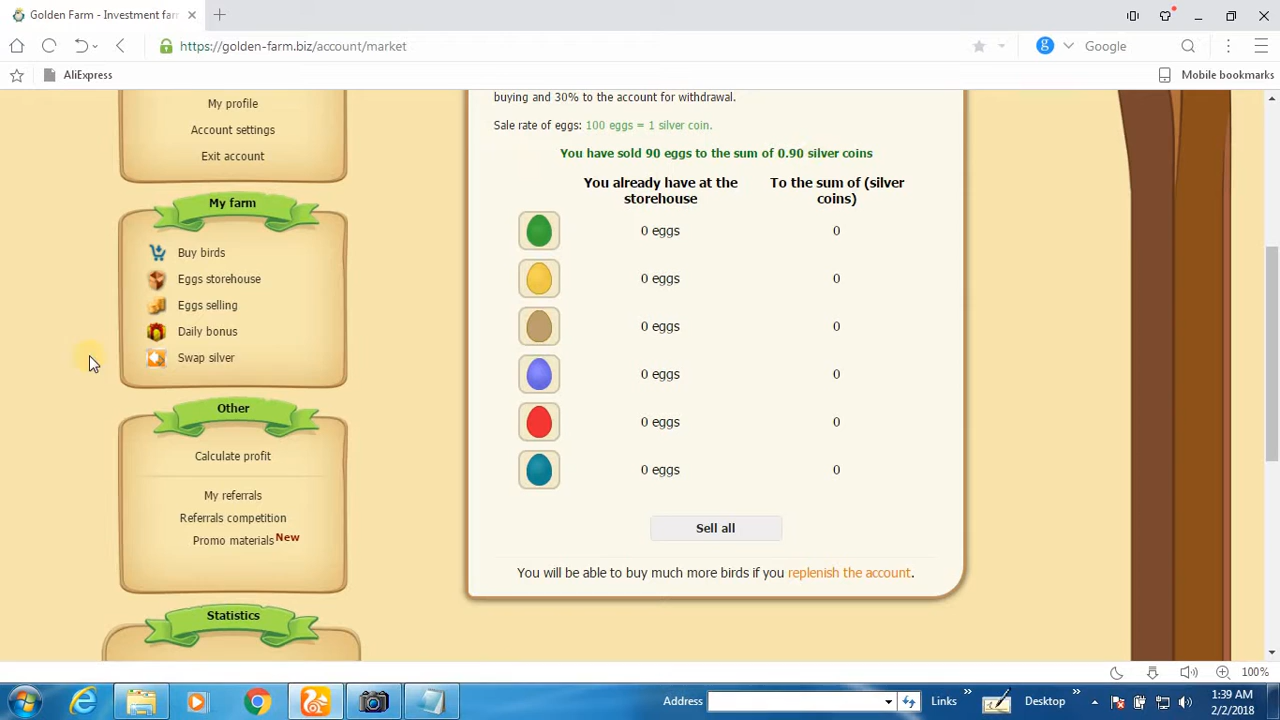 Golden Farm - Investment far
https://golden-farm.biz/account/market
Google
AliExpress
Mobile bookmarks
My profile
Account settings
Exit account
My farm
Buy birds
Eggs storehouse
Eggs selling
Daily bonus
Swap silver
Other
Calculate profit
My referrals
Referrals competition
Promo materials New
Statistics
buying and 30% to the account for withdrawal.
Sale rate of eggs: 100 eggs = 1 silver coin.
You have sold 90 eggs to the sum of 0.90 silver coins
You already have at the storehouse
To the sum of (silver coins)
0 eggs 0
0 eggs 0
0 eggs 0
0 eggs 0
0 eggs 0
0 eggs 0
Sell all
You will be able to buy much more birds if you replenish the account.
100%
Address
Links
Desktop
1:39 AM
2/2/2018